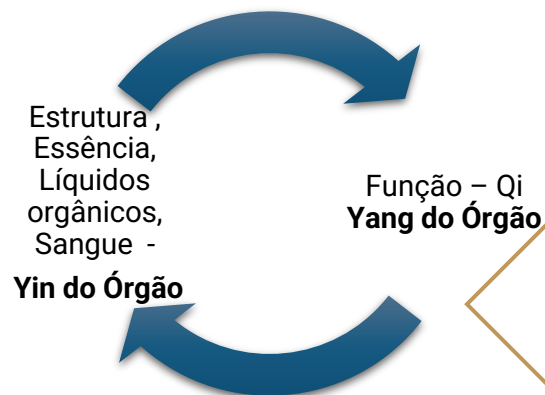 Estrutura ,
Essência,
Líquidos
orgânicos,
Sangue -
Yin do Órgão
Função – Qi
Yang do Órgão